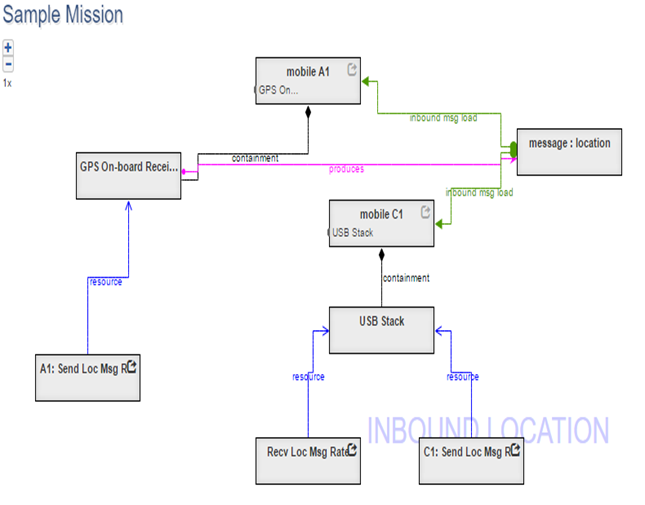 Sample Mission
+
−
1x
mobile A1
GPS On...
inbound msg load
message : location
containment
GPS On-board Recei...
produces
inbound msg load
mobile C1
USB Stack
containment
resource
USB Stack
A1: Send Loc Msg R
resource
resource
INBOUND LOCATION
Recv Loc Msg Rate
C1: Send Loc Msg R